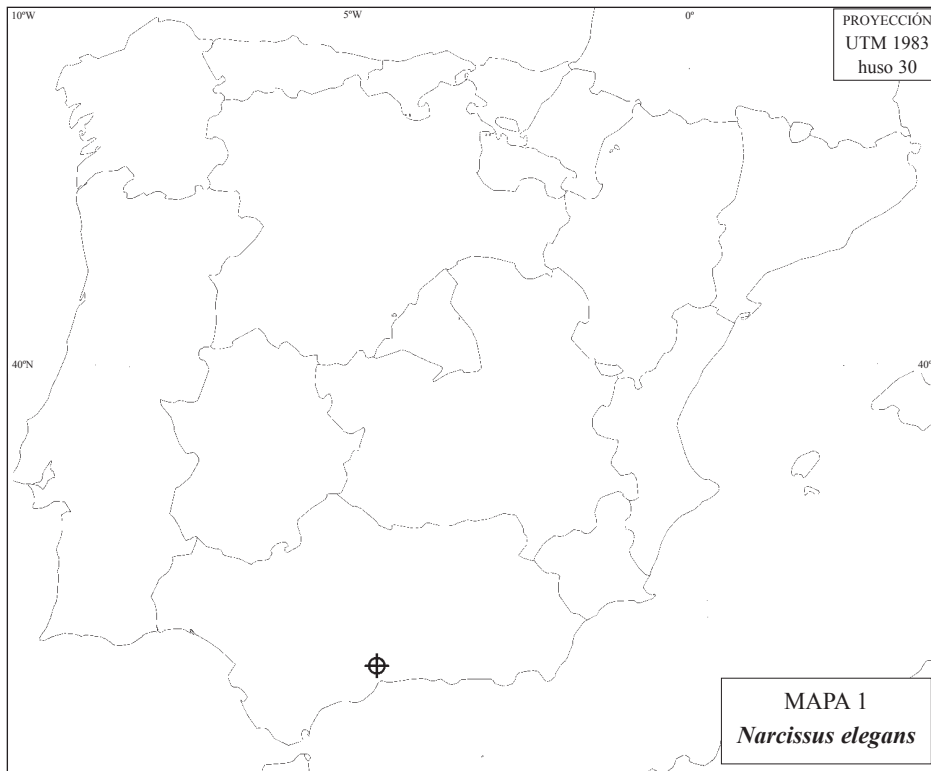 10ºW
5ºW
0º
PROYECCIÓN
UTM 1983
huso 30
40ºN
40º
MAPA 1
Narcissus elegans